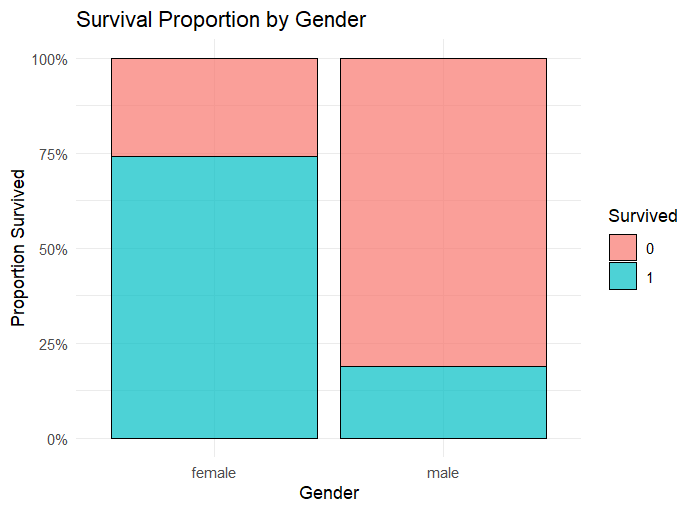 Survival Proportion by Gender
Proportion Survived
100%
75%
50%
25%
0%
female
male
Gender
Survived
0
1